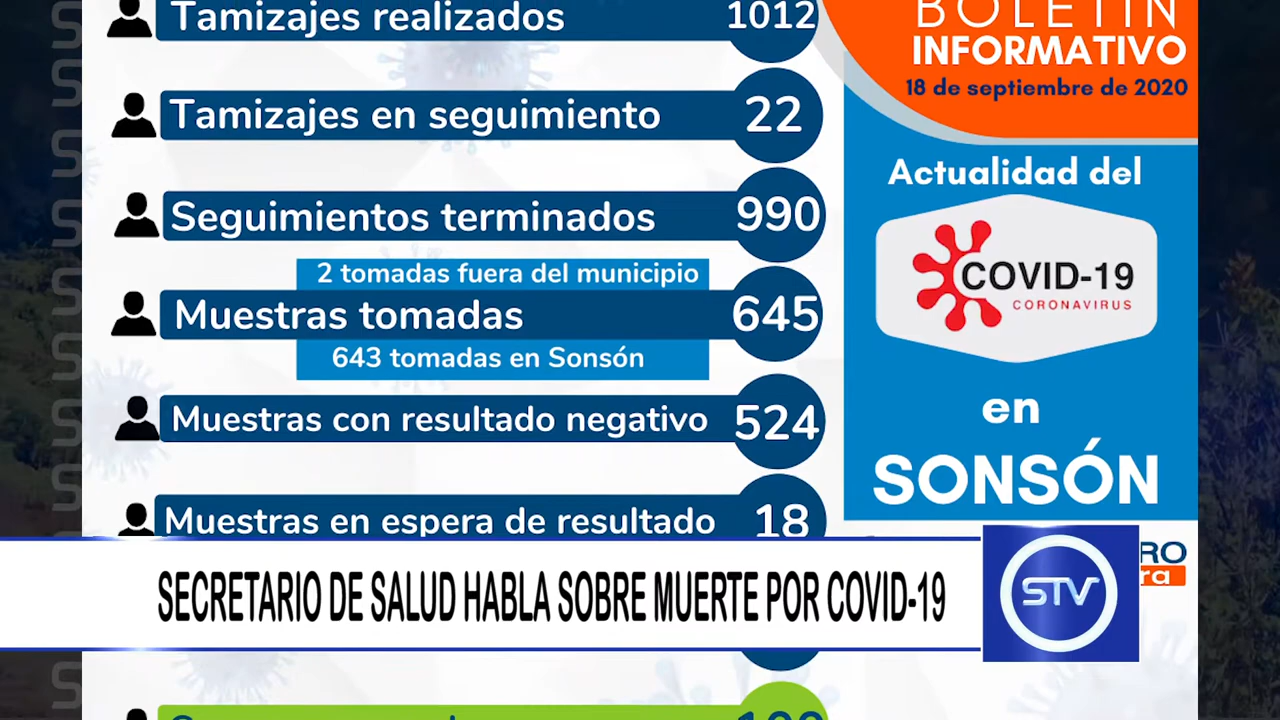 Tamizajes realizados 1012
Tamizajes en seguimiento 22
Seguimientos terminados 990
2 tomadas fuera del municipio
Muestras tomadas 645
643 tomadas en Sonsón
Muestras con resultado negativo 524
Muestras en espera de resultado 18
BOLETÍN
INFORMATIVO
18 de septiembre de 2020
Actualidad del
COVID-19
CORONAVIRUS
en
SONSÓN
SECRETARIO DE SALUD HABLA SOBRE MUERTE POR COVID-19
STV